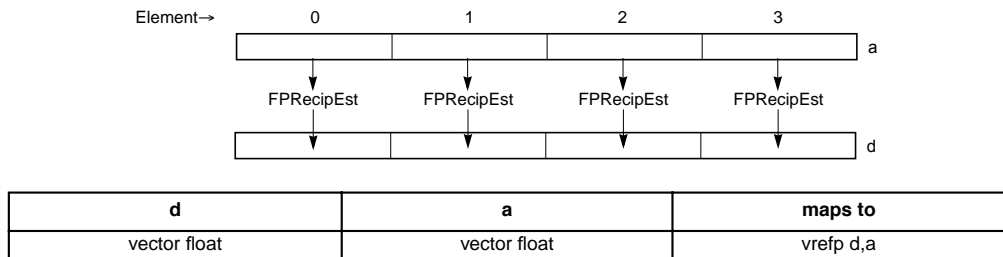 Element→ 0 1 2 3
a
FPRecipEst FPRecipEst FPRecipEst FPRecipEst
d
d a maps to
vector float vector float vrefp d,a